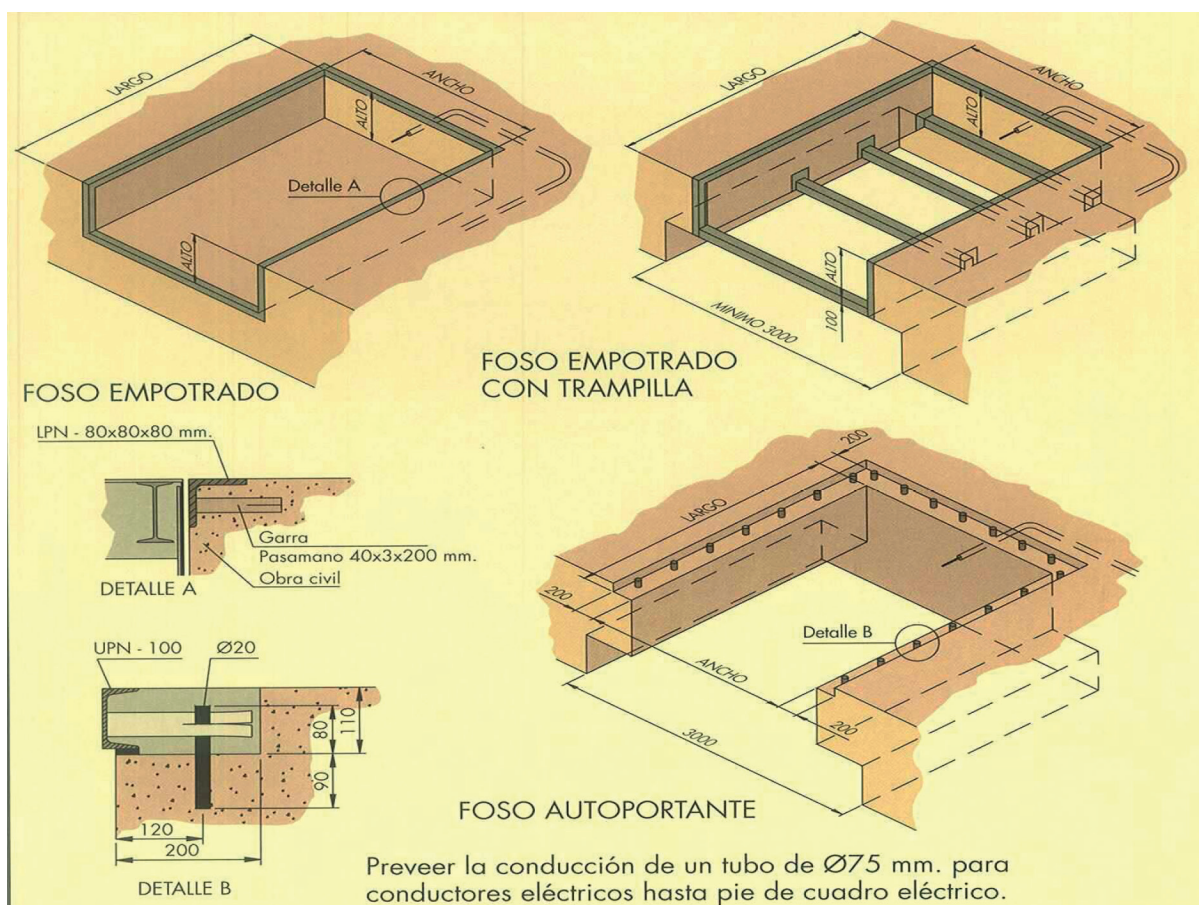 LARGO
ANCHO
ALTO
Detalle A
ALTO
FOSO EMPOTRADO
LARGO
ANCHO
ALTO
ALTO
100
MINIMO 3000
FOSO EMPOTRADO
CON TRAMPILLA
LPN - 80x80x80 mm.
Garra
Pasamano 40x3x200 mm.
Obra civil
DETALLE A
UPN - 100
Ø20
80
110
90
120
200
DETALLE B
200
LARGO
200
Detalle B
ANCHO
200
3000
FOSO AUTOPORTANTE
Preveer la conducción de un tubo de Ø75 mm. para
conductores eléctricos hasta pie de cuadro eléctrico.